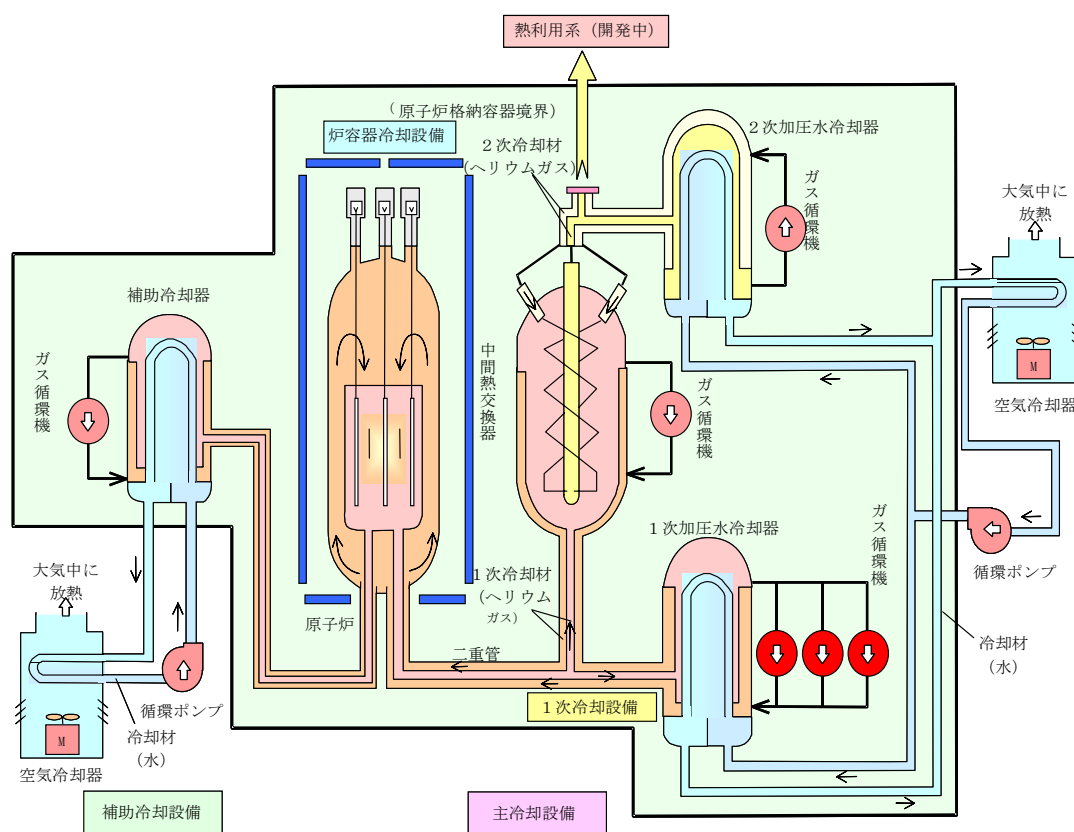 熱利用系（開発中）
（原子炉格納容器境界）
炉容器冷却設備
２次冷却材
（ヘリウムガス）
２次加圧水冷却器
ガス循環機
大気中に
放熱
M
空気冷却器
補助冷却器
ガス循環機
V
V
V
中間熱交換器
ガス循環機
１次加圧水冷却器
ガス循環機
循環ポンプ
冷却材
（水）
大気中に
放熱
原子炉
１次冷却材
（ヘリウム
ガス）
二重管
１次冷却設備
循環ポンプ
冷却材
（水）
M
空気冷却器
補助冷却設備
主冷却設備